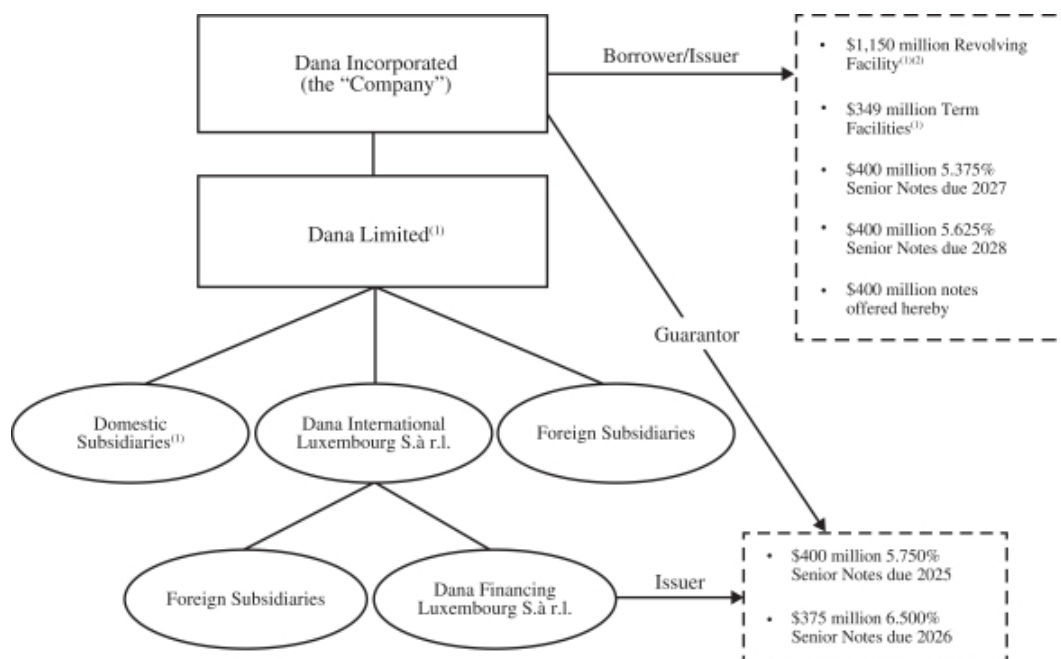 Dana Incorporated
(the “Company”)
Borrower/Issuer
• $1,150 million Revolving
Facility(1)(2)
• $349 million Term
Facilities(1)
• $400 million 5.375%
Senior Notes due 2027
• $400 million 5.625%
Senior Notes due 2028
• $400 million notes
offered hereby
Dana Limited(1)
Guarantor
Domestic
Subsidiaries(1)
Dana International
Luxembourg S.à r.l.
Foreign Subsidiaries
Foreign Subsidiaries
Dana Financing
Luxembourg S.à r.l.
Issuer
• $400 million 5.750%
Senior Notes due 2025
• $375 million 6.500%
Senior Notes due 2026